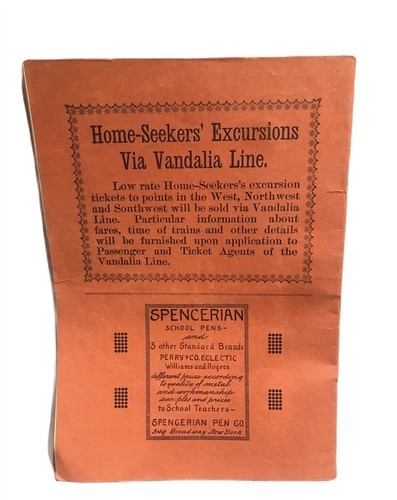 Home-Seekers' Excursions
Via Vandalia Line.
Low rate Home-Seekers's excursion
tickets to points in the West, Northwest
and Southwest will be sold via Vandalia
Line. Particular information about
fares, time of trains and other details
will be furnished upon application to
Passenger and Ticket Agents of the
Vandalia Line.
SPENCERIAN
SCHOOL PENS-
and
5 other Standard Brands
PERRY & CO. ECLECTIC
Williams and Rogers.
different prices according
to quality of metal
and workmanship
samples and prices
to School Teachers-
SPENCERIAN PEN CO
349 Broadway New York.